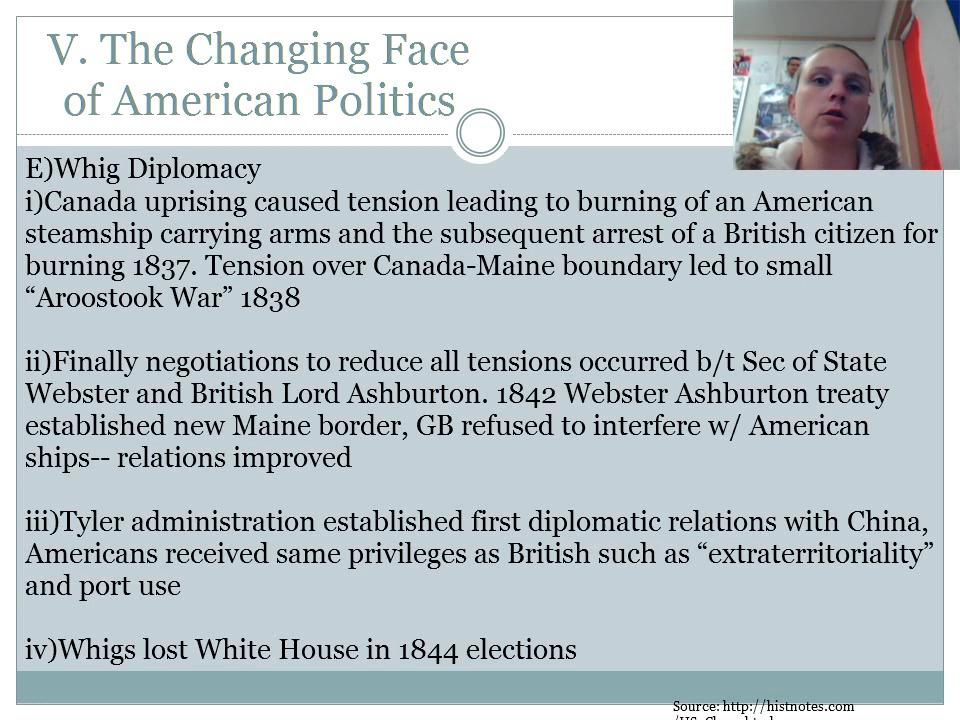 V. The Changing Face
of American Politics
E)Whig Diplomacy
i)Canada uprising caused tension leading to burning of an American
steamship carrying arms and the subsequent arrest of a British citizen for
burning 1837. Tension over Canada-Maine boundary led to small
“Aroostook War” 1838
ii)Finally negotiations to reduce all tensions occurred b/t Sec of State
Webster and British Lord Ashburton. 1842 Webster Ashburton treaty
established new Maine border, GB refused to interfere w/ American
ships-- relations improved
iii)Tyler administration established first diplomatic relations with China,
Americans received same privileges as British such as “extraterritoriality”
and port use
iv)Whigs lost White House in 1844 elections
Source: http://histnotes.com